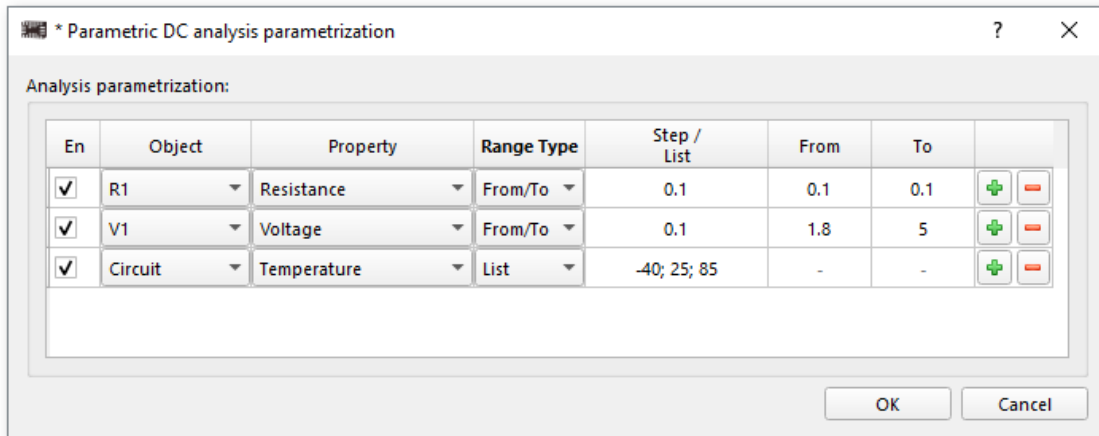 * Parametric DC analysis parametrization ? ×
Analysis parametrization:
En Object Property Range Type Step / List From To
R1 Resistance From/To 0.1 0.1 0.1
V1 Voltage From/To 0.1 1.8 5
Circuit Temperature List -40; 25; 85 - -
OK Cancel